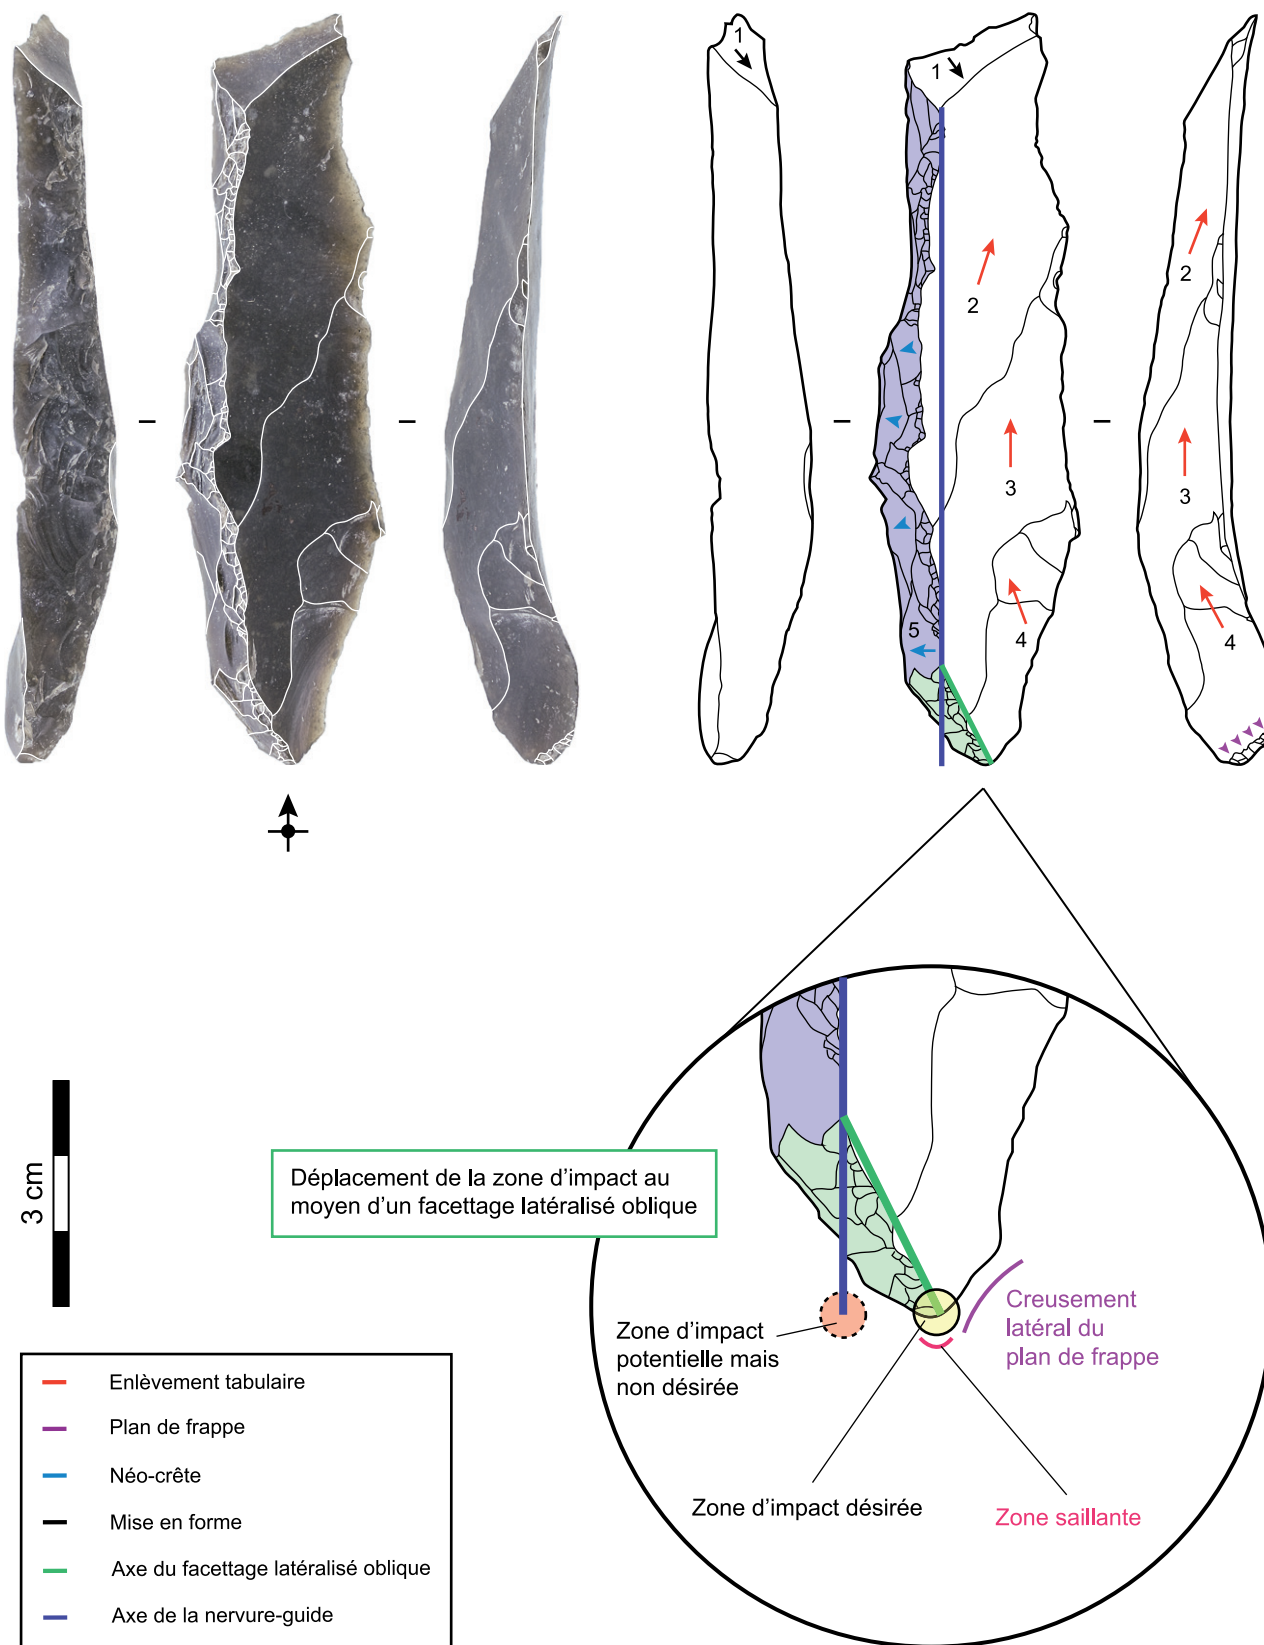 1
1
2
2
3
3
4
4
5
3 cm
Déplacement de la zone d'impact au
moyen d'un facettage latéralisé oblique
Zone d'impact
potentielle mais
non désirée
Creusement
latéral du
plan de frappe
Zone d'impact désirée
Zone saillante
Enlèvement tabulaire
Plan de frappe
Néo-crête
Mise en forme
Axe du facettage latéralisé oblique
Axe de la nervure-guide